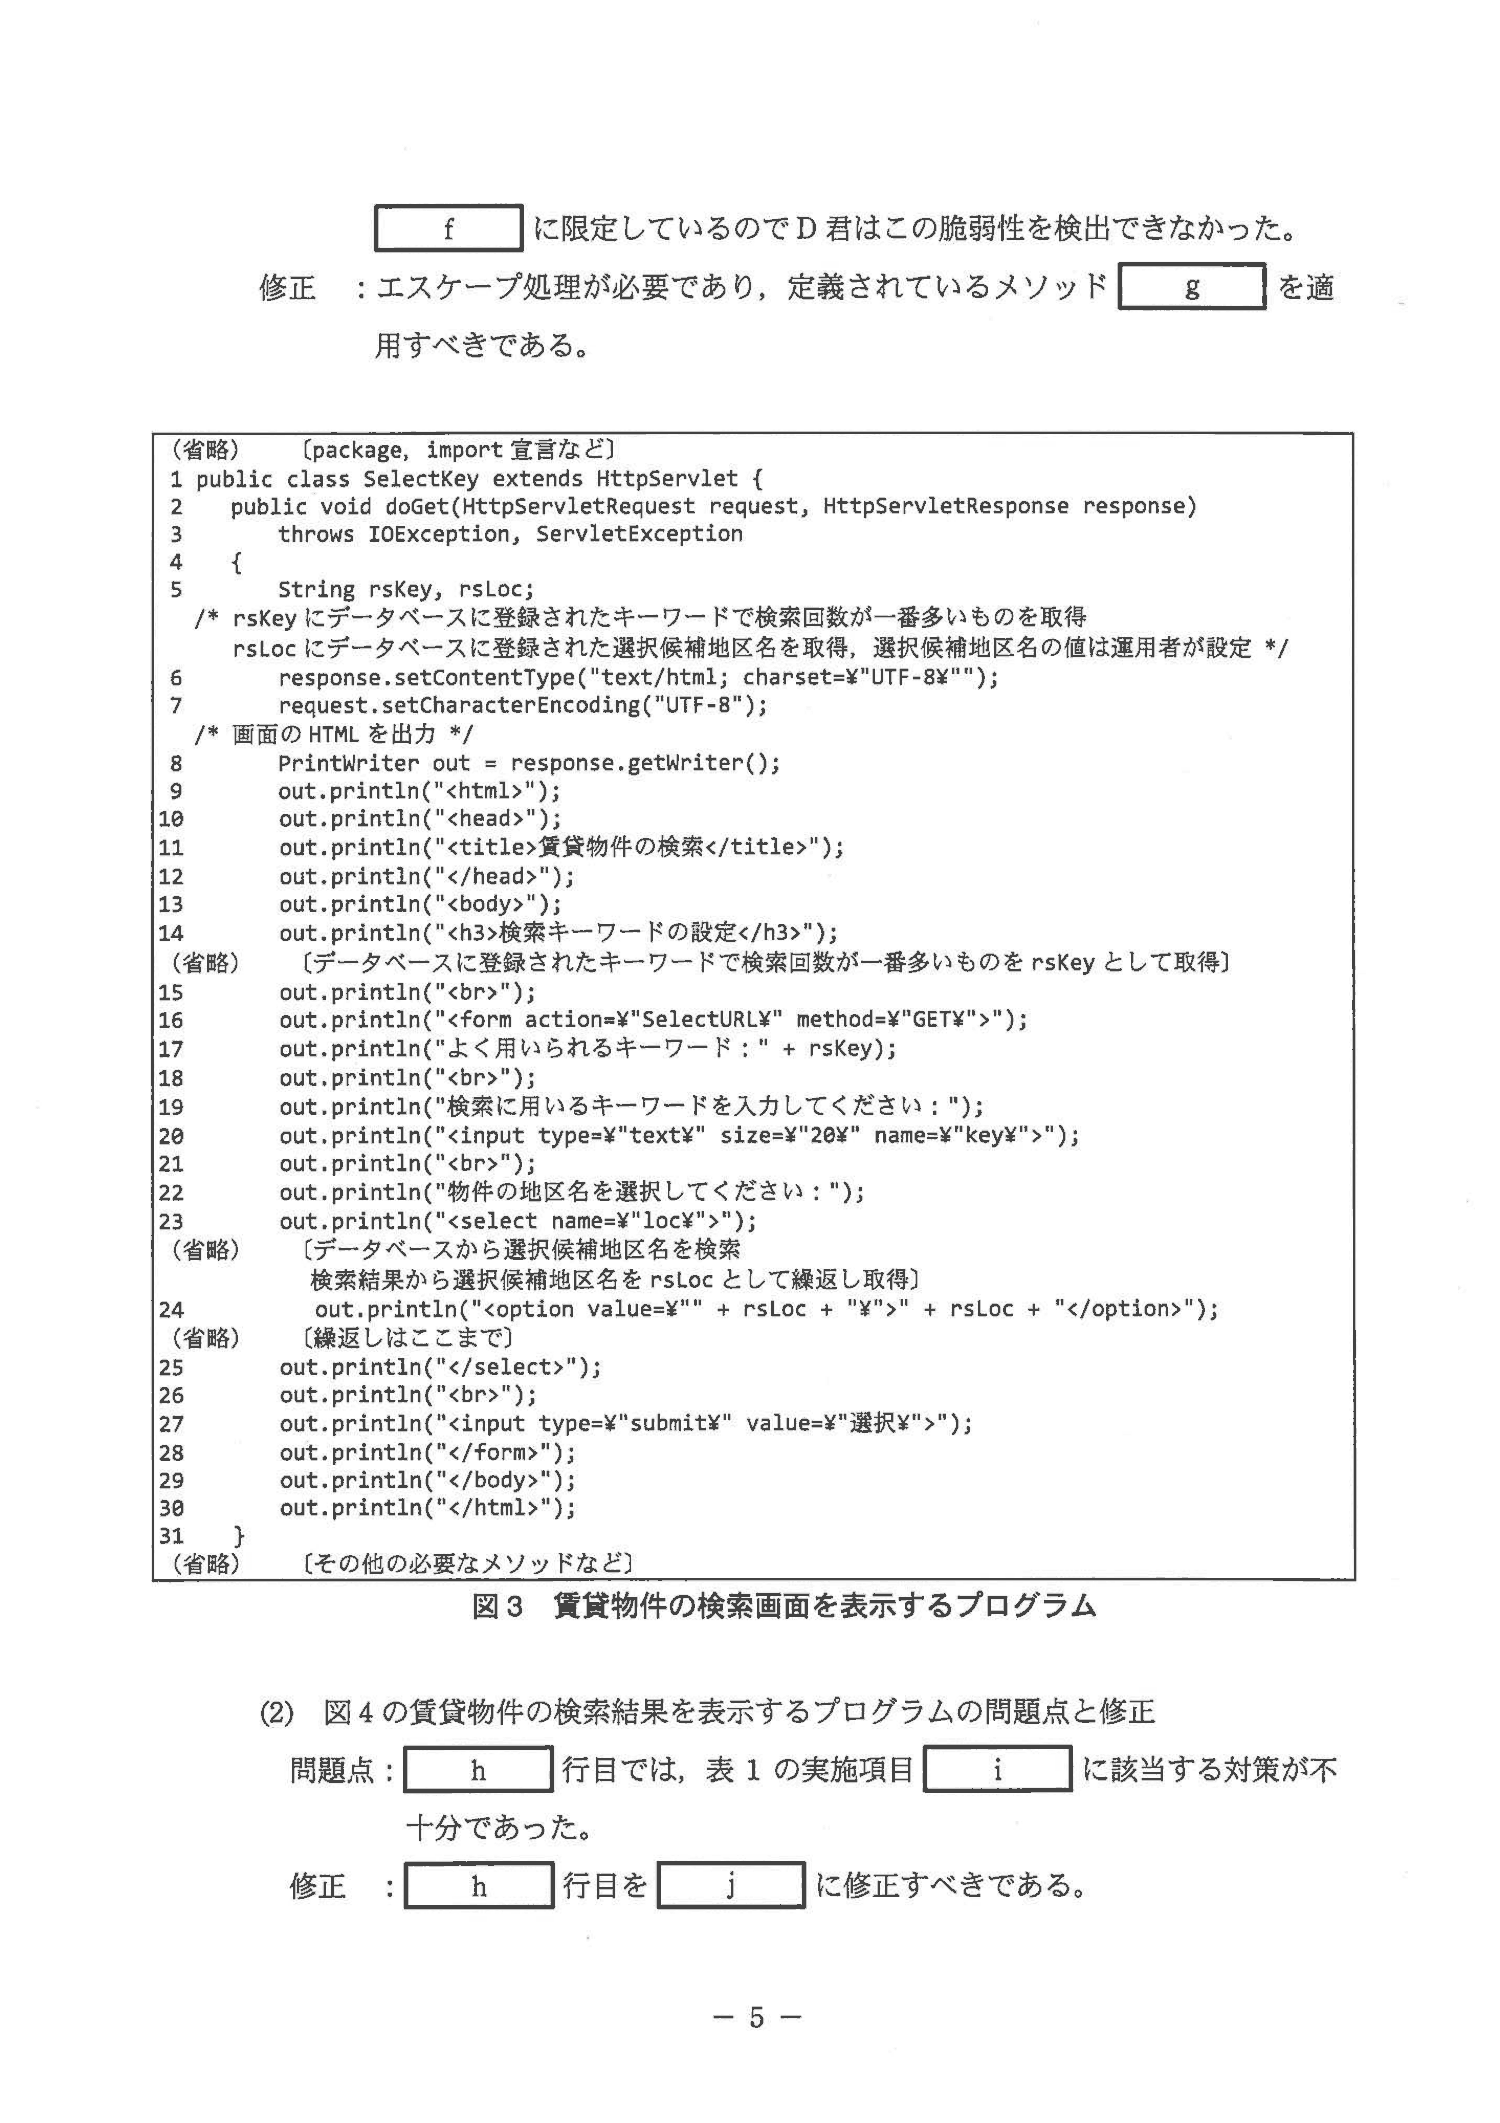 f に限定しているので D 君はこの脆弱性を検出できなかった。
修正 ：エスケープ処理が必要であり，定義されているメソッド g を適
用すべきである。
（省略） 〔package, import 宣言など〕
1 public class SelectKey extends HttpServlet {
2 public void doGet(HttpServletRequest request, HttpServletResponse response)
3 throws IOException, ServletException
4 {
5 String rsKey, rsLoc;
/* rsKey にデータベースに登録されたキーワードで検索回数が一番多いものを取得
rsLoc にデータベースに登録された選択候補地区名を取得，選択候補地区名の値は運用者が設定 */
6 response.setContentType("text/html; charset=¥"UTF-8¥"");
7 request.setCharacterEncoding("UTF-8");
/* 画面の HTML を出力 */
8 PrintWriter out = response.getWriter();
9 out.println("<html>");
10 out.println("<head>");
11 out.println("<title>賃貸物件の検索</title>");
12 out.println("</head>");
13 out.println("<body>");
14 out.println("<h3>検索キーワードの設定</h3>");
（省略） 〔データベースに登録されたキーワードで検索回数が一番多いものを rsKey として取得〕
15 out.println("<br>");
16 out.println("<form action=¥"SelectURL¥" method=¥"GET¥">");
17 out.println("よく用いられるキーワード：" + rsKey);
18 out.println("<br>");
19 out.println("検索に用いるキーワードを入力してください：");
20 out.println("<input type=¥"text¥" size=¥"20¥" name=¥"key¥">");
21 out.println("<br>");
22 out.println("物件の地区名を選択してください：");
23 out.println("<select name=¥"loc¥">");
（省略） 〔データベースから選択候補地区名を検索
検索結果から選択候補地区名を rsLoc として繰返し取得〕
24 out.println("<option value=¥"" + rsLoc + "¥">" + rsLoc + "</option>");
（省略） 〔繰返しはここまで〕
25 out.println("</select>");
26 out.println("<br>");
27 out.println("<input type=¥"submit¥" value=¥"選択¥">");
28 out.println("</form>");
29 out.println("</body>");
30 out.println("</html>");
31 }
（省略） 〔その他の必要なメソッドなど〕
図 3 賃貸物件の検索画面を表示するプログラム
(2) 図 4 の賃貸物件の検索結果を表示するプログラムの問題点と修正
問題点： h 行目では，表 1 の実施項目 i に該当する対策が不
十分であった。
修正 ： h 行目を j に修正すべきである。
－ 5 －